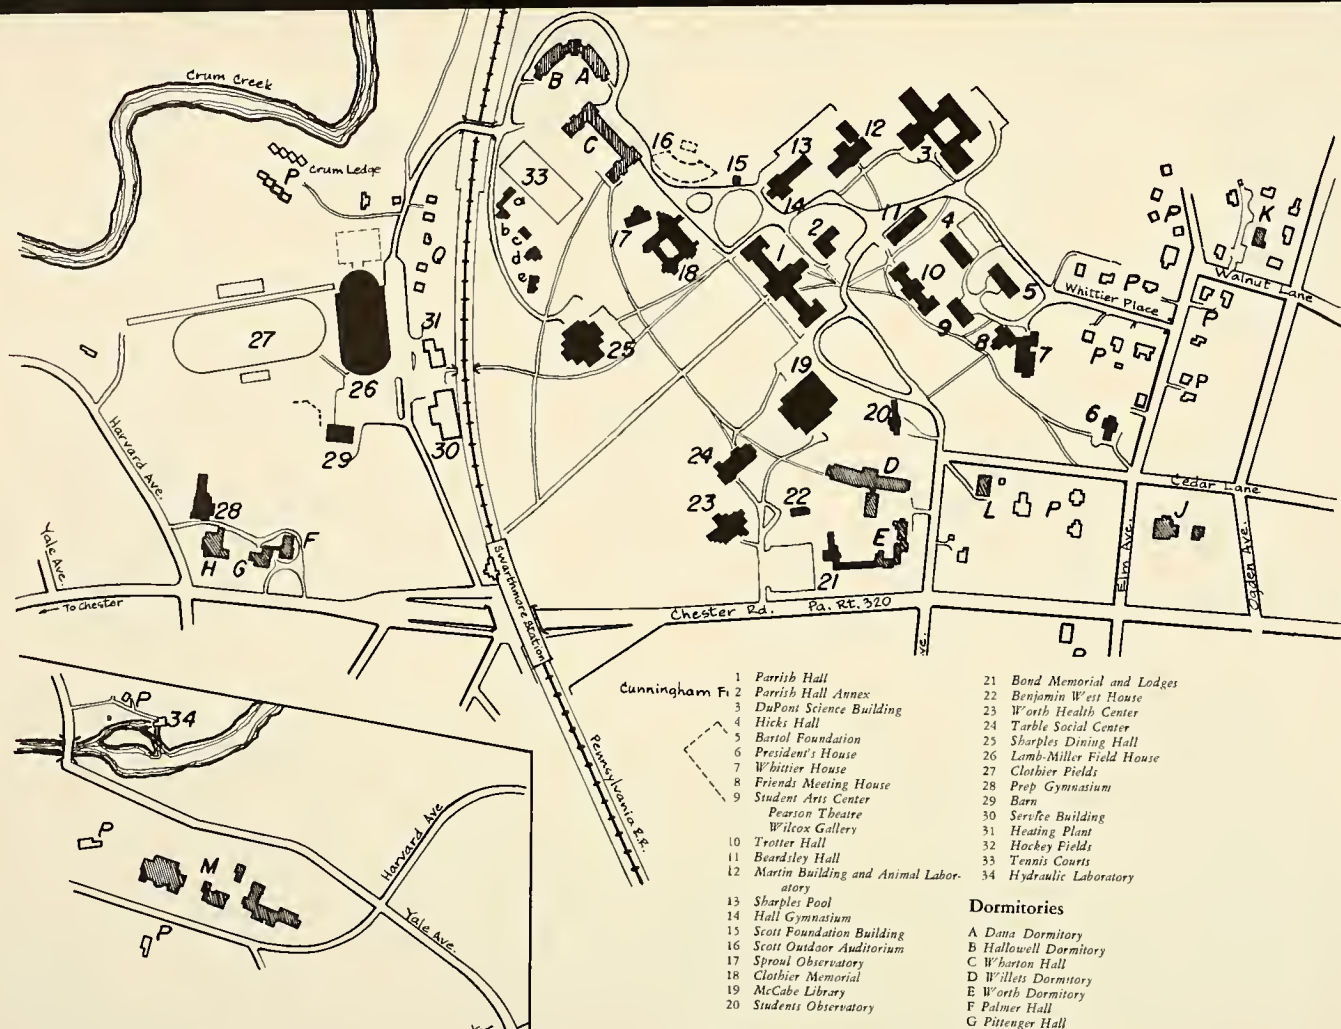 Crum Creek
Crum Ledge
P
B
A
C
16
15
13
14
12
3
33
a
b
c
d
e
17
18
1
2
11
4
10
5
9
8
7
6
P
K
Walnut Lane
Whittier Place
P
P
P
P
Q
31
27
26
29
30
25
19
20
24
23
22
D
E
21
L
P
J
Cedar Lane
Elm Ave.
Ogden Ave.
Harvard Ave.
28
H
G
F
Yale Ave.
To Chester
Swarthmore Station
Chester Rd.
Pa. Rt. 320
ve.
Pennsylvania R.R.
Cunningham Fi
P
34
P
M
P
Harvard Ave
Yale Ave.
1 Parrish Hall
2 Parrish Hall Annex
3 DuPont Science Building
4 Hicks Hall
5 Bartol Foundation
6 President's House
7 Whittier House
8 Friends Meeting House
9 Student Arts Center
Pearson Theatre
Wilcox Gallery
10 Trotter Hall
11 Beardsley Hall
12 Martin Building and Animal Labor-
atory
13 Sharples Pool
14 Hall Gymnasium
15 Scott Foundation Building
16 Scott Outdoor Auditorium
17 Sproul Observatory
18 Clothier Memorial
19 McCabe Library
20 Students Observatory
21 Bond Memorial and Lodges
22 Benjamin West House
23 Worth Health Center
24 Tarble Social Center
25 Sharples Dining Hall
26 Lamb-Miller Field House
27 Clothier Fields
28 Prep Gymnasium
29 Barn
30 Service Building
31 Heating Plant
32 Hockey Fields
33 Tennis Courts
34 Hydraulic Laboratory
Dormitories
A Dana Dormitory
B Hallowell Dormitory
C Wharton Hall
D Willets Dormitory
E Worth Dormitory
F Palmer Hall
G Pittenger Hall